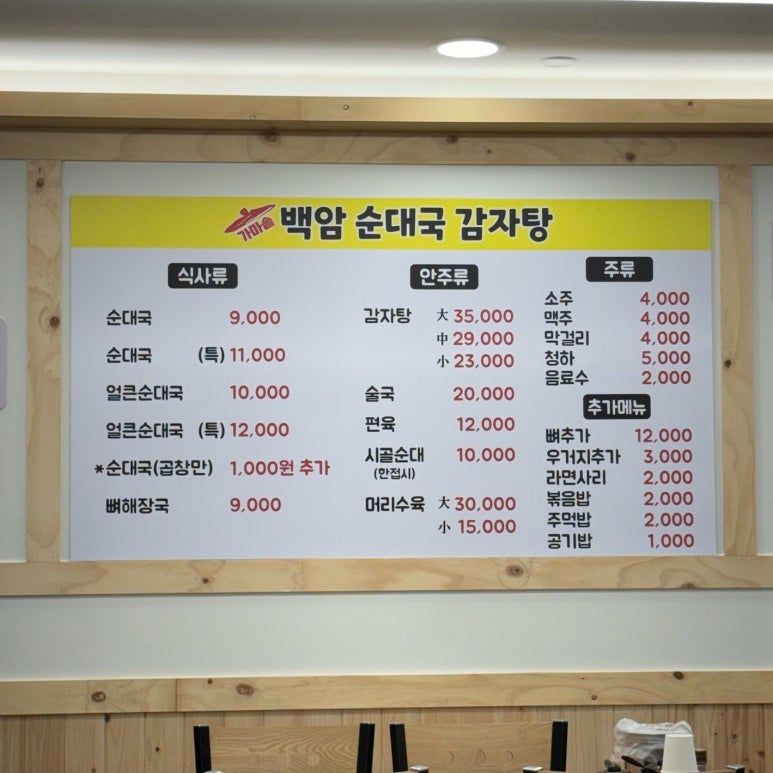 가마솥 백암 순대국 감자탕
식사류
순대국 9,000
순대국 (특) 11,000
얼큰순대국 10,000
얼큰순대국 (특) 12,000
*순대국(곱창만) 1,000원 추가
뼈해장국 9,000
안주류
감자탕 大 35,000
中 29,000
小 23,000
술국 20,000
편육 12,000
시골순대 10,000
(한접시)
머리수육 大 30,000
小 15,000
주류
소주 4,000
맥주 4,000
막걸리 4,000
청하 5,000
음료수 2,000
추가메뉴
뼈추가 12,000
우거지추가 3,000
라면사리 2,000
볶음밥 2,000
주먹밥 2,000
공기밥 1,000